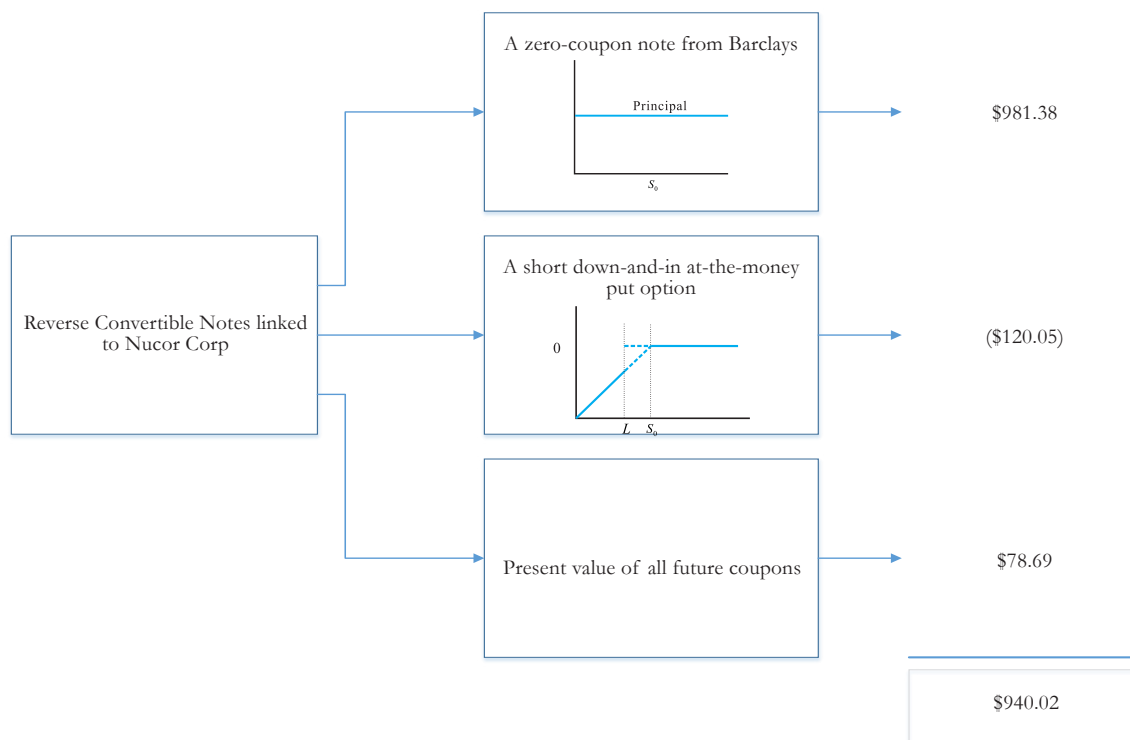 A zero-coupon note from Barclays
Principal
S₀
$981.38
Reverse Convertible Notes linked
to Nucor Corp
A short down-and-in at-the-money
put option
0
L S₀
($120.05)
Present value of all future coupons
$78.69
$940.02